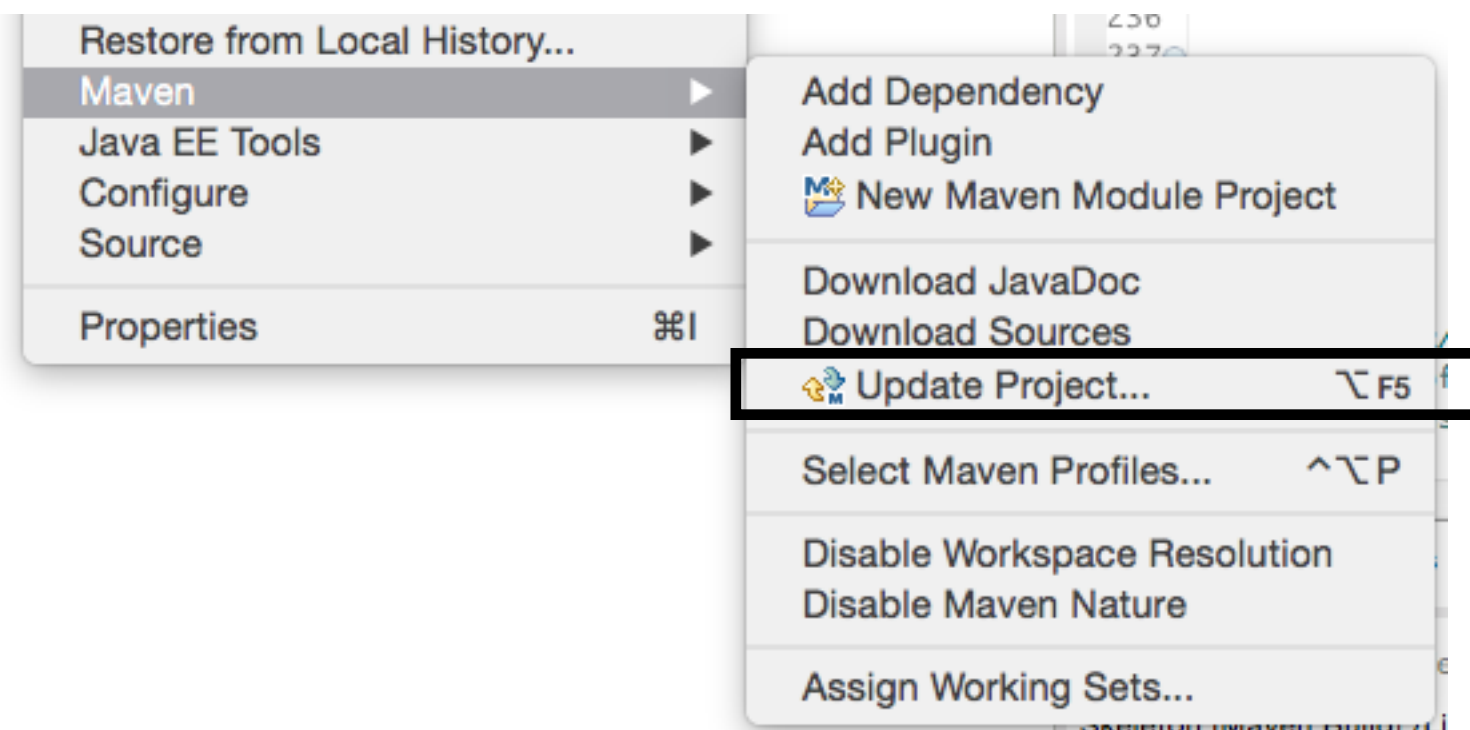 236
237
Restore from Local History...
Maven
Java EE Tools
Configure
Source
Properties ⌘I
Add Dependency
Add Plugin
New Maven Module Project
Download JavaDoc
Download Sources
Update Project... ⌥ F5
Select Maven Profiles... ^⌥ P
Disable Workspace Resolution
Disable Maven Nature
Assign Working Sets...